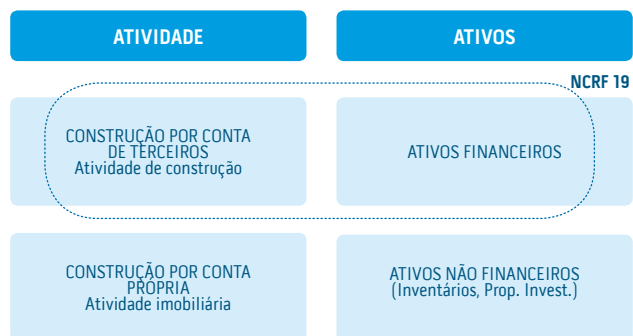 ATIVIDADE
ATIVOS
NCRF 19
CONSTRUÇÃO POR CONTA
DE TERCEIROS
Atividade de construção
ATIVOS FINANCEIROS
CONSTRUÇÃO POR CONTA
PRÓPRIA
Atividade imobiliária
ATIVOS NÃO FINANCEIROS
(Inventários, Prop. Invest.)